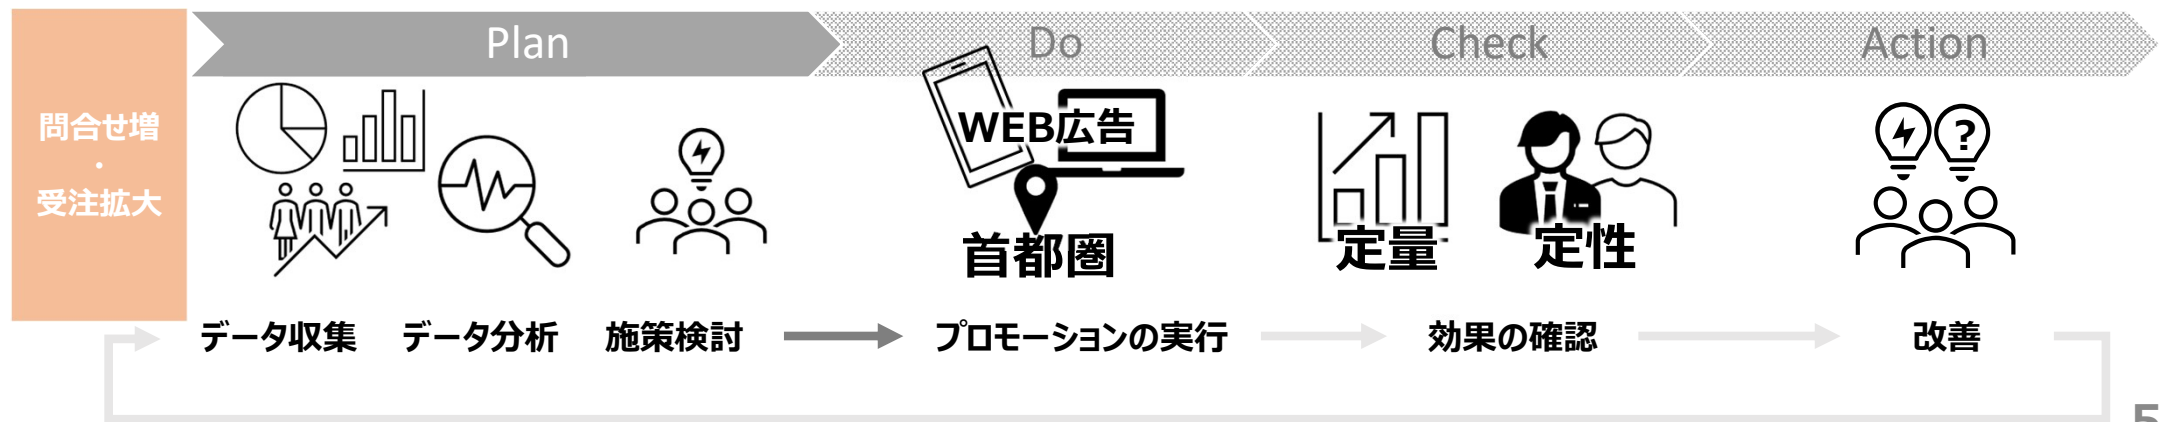 Plan
Do
Check
Action
問合せ増
・
受注拡大
WEB広告
首都圏
定量
定性
?
データ収集
データ分析
施策検討
プロモーションの実行
効果の確認
改善
5